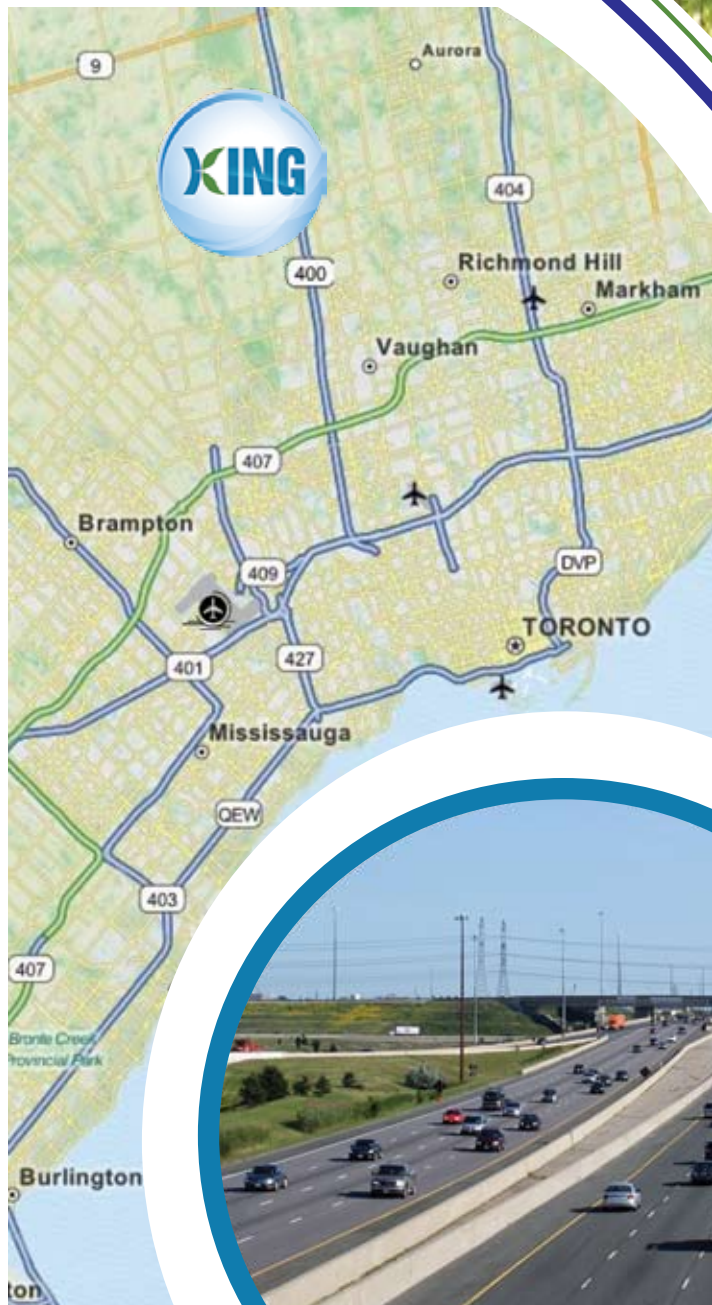 Aurora
9
KING
404
Richmond Hill
400
Markham
Vaughan
407
Brampton
409
DVP
TORONTO
427
401
Mississauga
QEW
403
407
Bronte Creek
Provincial Park
Burlington
ton